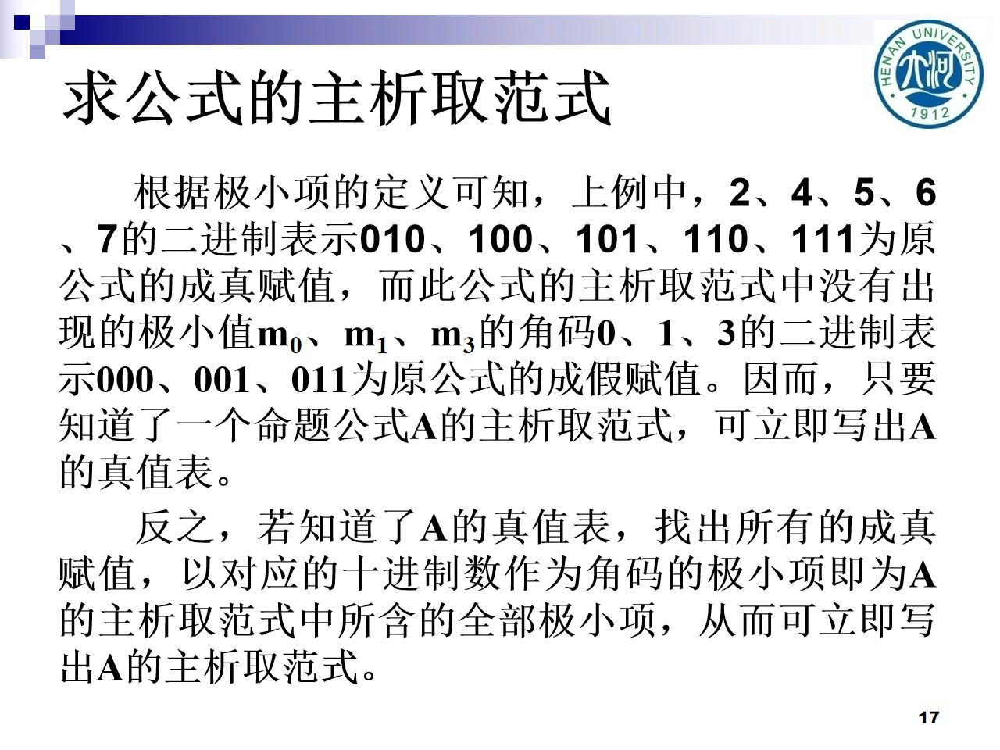 HENAN UNIVERSITY
1912
求公式的主析取范式
根据极小项的定义可知，上例中，2、4、5、6
、7的二进制表示010、100、101、110、111为原
公式的成真赋值，而此公式的主析取范式中没有出
现的极小值m₀、m₁、m₃的角码0、1、3的二进制表
示000、001、011为原公式的成假赋值。因而，只要
知道了一个命题公式A的主析取范式，可立即写出A
的真值表。
反之，若知道了A的真值表，找出所有的成真
赋值，以对应的十进制数作为角码的极小项即为A
的主析取范式中所含的全部极小项，从而可立即写
出A的主析取范式。
17